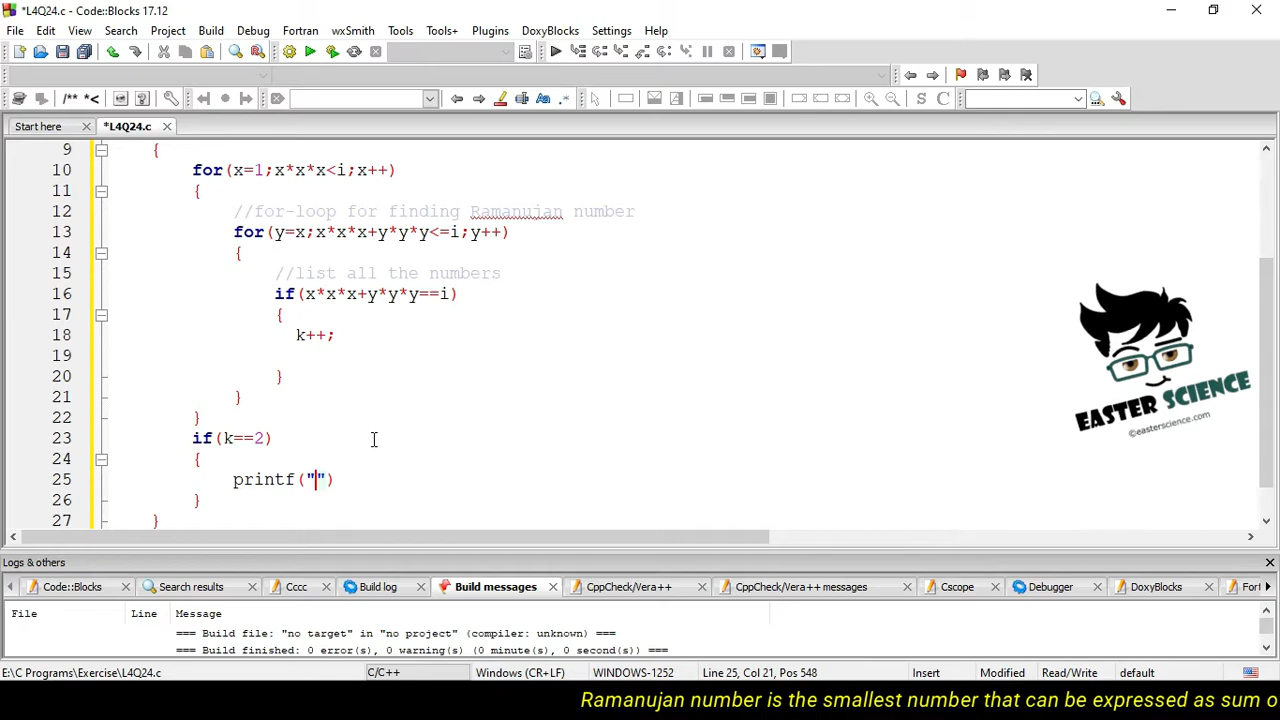 *L4Q24.c - Code::Blocks 17.12
File Edit View Search Project Build Debug Fortran wxSmith Tools Tools+ Plugins DoxyBlocks Settings Help
/** *<
S C
Start here
*L4Q24.c
9 {
10 for(x=1;x*x*x<i;x++)
11 {
12 //for-loop for finding Ramanujan number
13 for(y=x;x*x*x+y*y*y<=i;y++)
14 {
15 //list all the numbers
16 if(x*x*x+y*y*y==i)
17 {
18 k++;
19
20 }
21 }
22 }
23 if(k==2)
24 {
25 printf("")
26 }
27 }
EASTER SCIENCE
©easterscience.com
Logs & others
Code::Blocks Search results Cccc Build log Build messages CppCheck/Vera++ CppCheck/Vera++ messages Cscope Debugger DoxyBlocks For
File Line Message
=== Build file: "no target" in "no project" (compiler: unknown) ===
=== Build finished: 0 error(s), 0 warning(s) (0 minute(s), 0 second(s)) ===
E:\C Programs\Exercise\L4Q24.c C/C++ Windows (CR+LF) WINDOWS-1252 Line 25, Col 21, Pos 548 Insert Modified Read/Write default
Ramanujan number is the smallest number that can be expressed as sum o